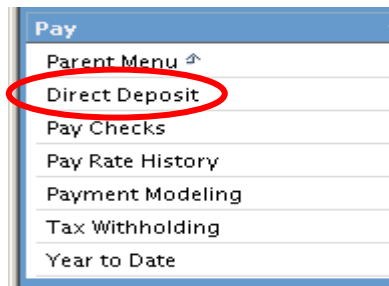 Pay
Parent Menu
Direct Deposit
Pay Checks
Pay Rate History
Payment Modeling
Tax Withholding
Year to Date